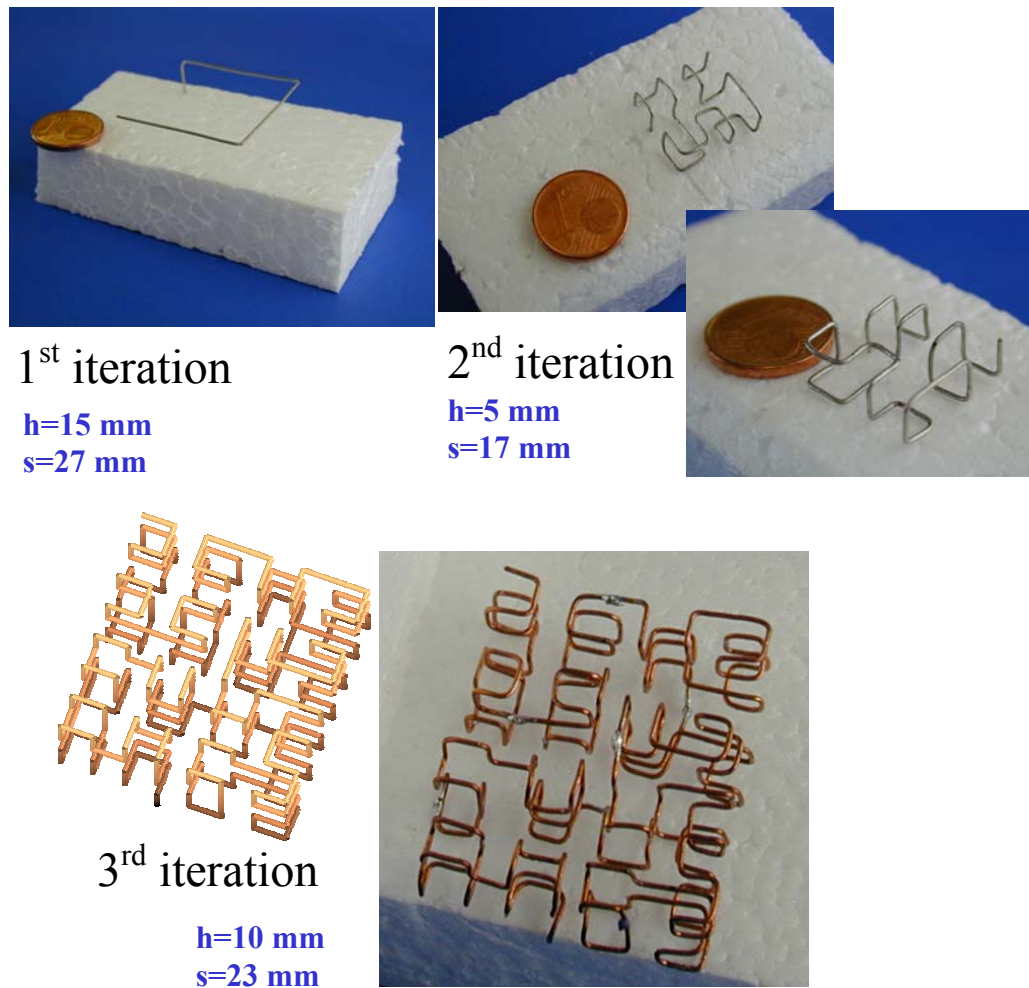 1st iteration
h=15 mm
s=27 mm
2nd iteration
h=5 mm
s=17 mm
3rd iteration
h=10 mm
s=23 mm